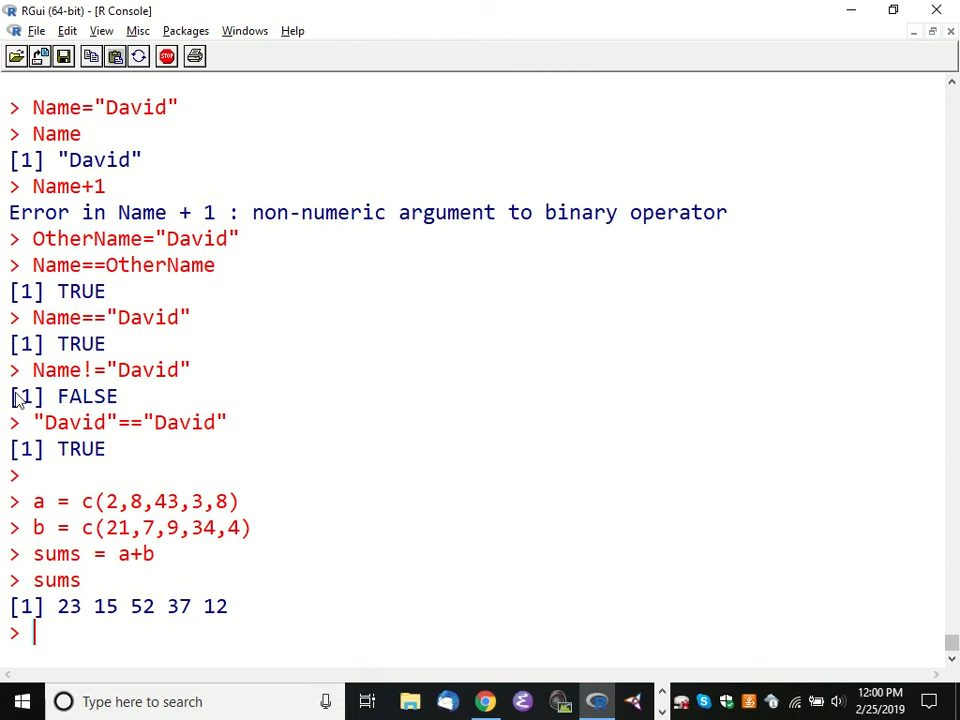 RGui (64-bit) - [R Console]
File Edit View Misc Packages Windows Help
STOP
> Name="David"
> Name
[1] "David"
> Name+1
Error in Name + 1 : non-numeric argument to binary operator
> OtherName="David"
> Name==OtherName
[1] TRUE
> Name=="David"
[1] TRUE
> Name!="David"
[1] FALSE
> "David"=="David"
[1] TRUE
>
> a = c(2,8,43,3,8)
> b = c(21,7,9,34,4)
> sums = a+b
> sums
[1] 23 15 52 37 12
>
Type here to search
12:00 PM
2/25/2019